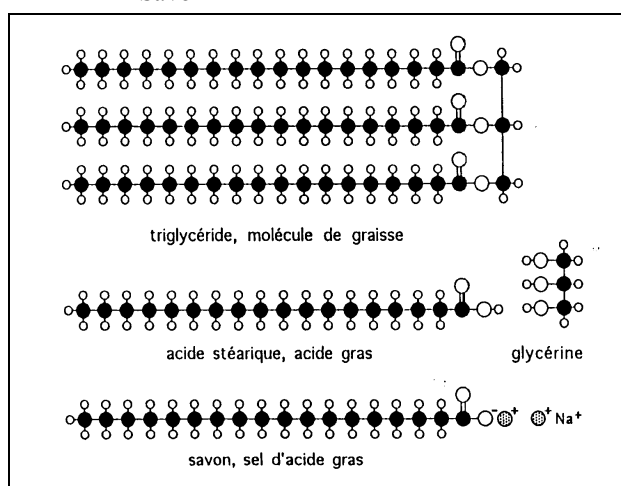 triglycéride, molécule de graisse
acide stéarique, acide gras
glycérine
- + + Na+
savon, sel d'acide gras